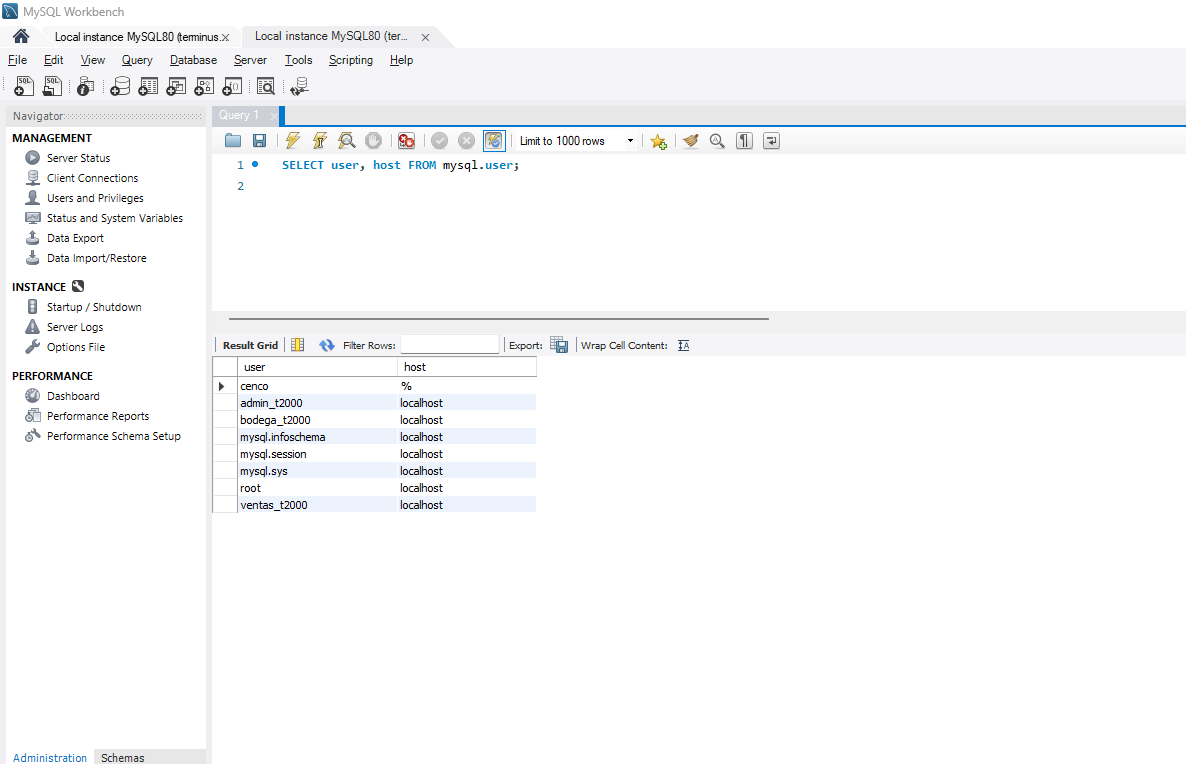 MySQL Workbench
Local instance MySQL80 (terminus.x
Local instance MySQL80 (ter... ×
File Edit View Query Database Server Tools Scripting Help
SQL SQL
Navigator
MANAGEMENT
Server Status
Client Connections
Users and Privileges
Status and System Variables
Data Export
Data Import/Restore
INSTANCE
Startup / Shutdown
Server Logs
Options File
PERFORMANCE
Dashboard
Performance Reports
Performance Schema Setup
Administration Schemas
Query 1 ×
Limit to 1000 rows
1 SELECT user, host FROM mysql.user;
2
Result Grid Filter Rows: Export: Wrap Cell Content:
user host
cenco %
admin_t2000 localhost
bodega_t2000 localhost
mysql.infoschema localhost
mysql.session localhost
mysql.sys localhost
root localhost
ventas_t2000 localhost